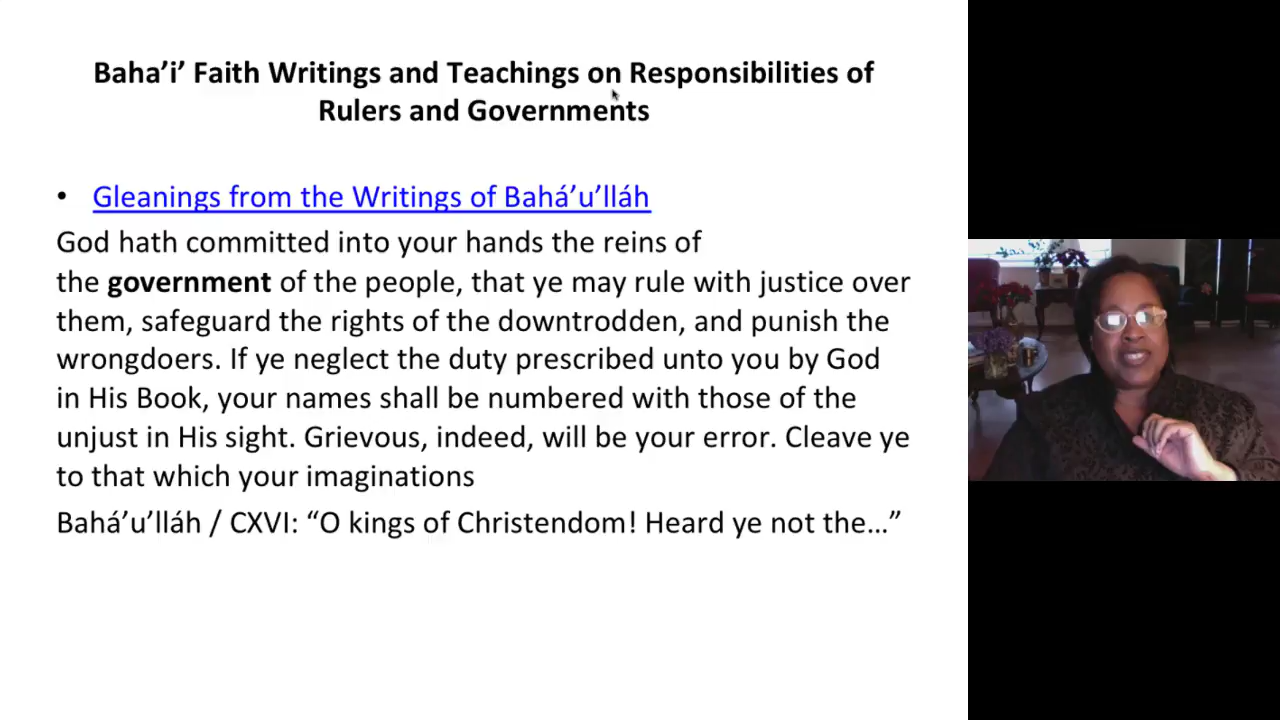 Baha’i’ Faith Writings and Teachings on Responsibilities of
Rulers and Governments
• Gleanings from the Writings of Bahá’u’lláh
God hath committed into your hands the reins of
the government of the people, that ye may rule with justice over
them, safeguard the rights of the downtrodden, and punish the
wrongdoers. If ye neglect the duty prescribed unto you by God
in His Book, your names shall be numbered with those of the
unjust in His sight. Grievous, indeed, will be your error. Cleave ye
to that which your imaginations
Bahá’u’lláh / CXVI: “O kings of Christendom! Heard ye not the…”